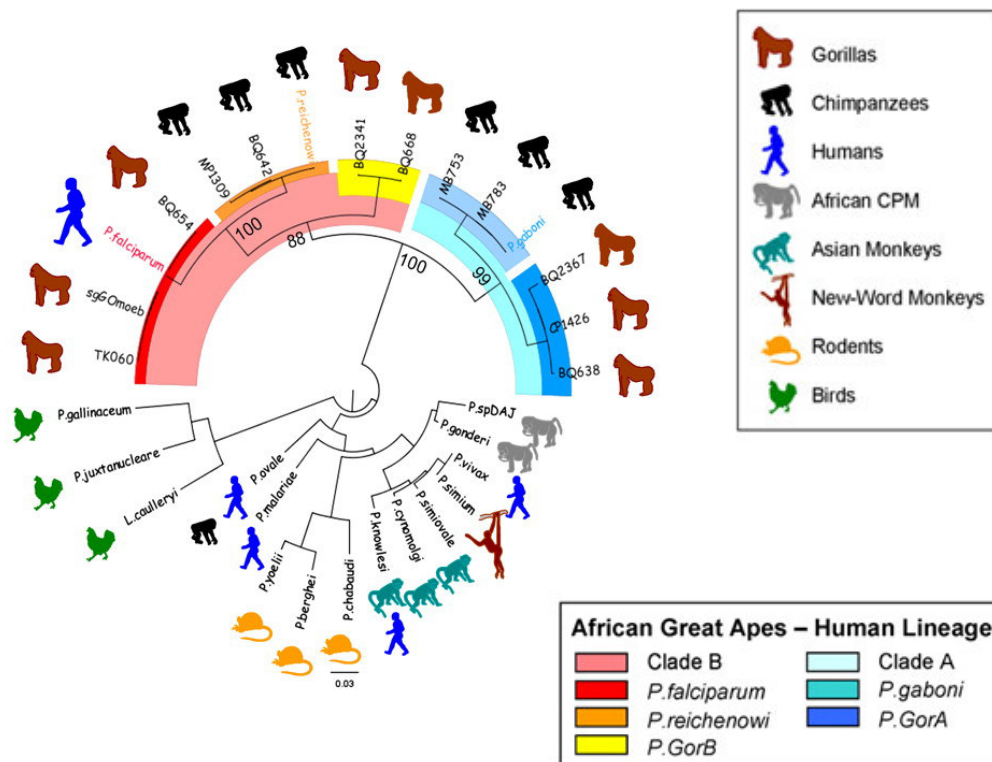 Gorillas
Chimpanzees
Humans
African CPM
Asian Monkeys
New-Word Monkeys
Rodents
Birds
TK060
sgGOmoeb
P.falciparum
BQ654
MP1309
BQ642
P.reichenowi
BQ2341
BQ668
MB753
MB783
P.gaboni
BQ2367
CP1426
BQ638
100
88
100
99
P.gallinaceum
P.juxtanucleare
L.caulleryi
P.ovale
P.malariae
P.yoelii
P.berghei
P.chabaudi
P.knowlesi
P.cynomolgi
P.simiovale
P.simium
P.vivax
P.gonderi
P.spDAJ
0.03
African Great Apes – Human Lineage
Clade B
P.falciparum
P.reichenowi
P.GorB
Clade A
P.gaboni
P.GorA